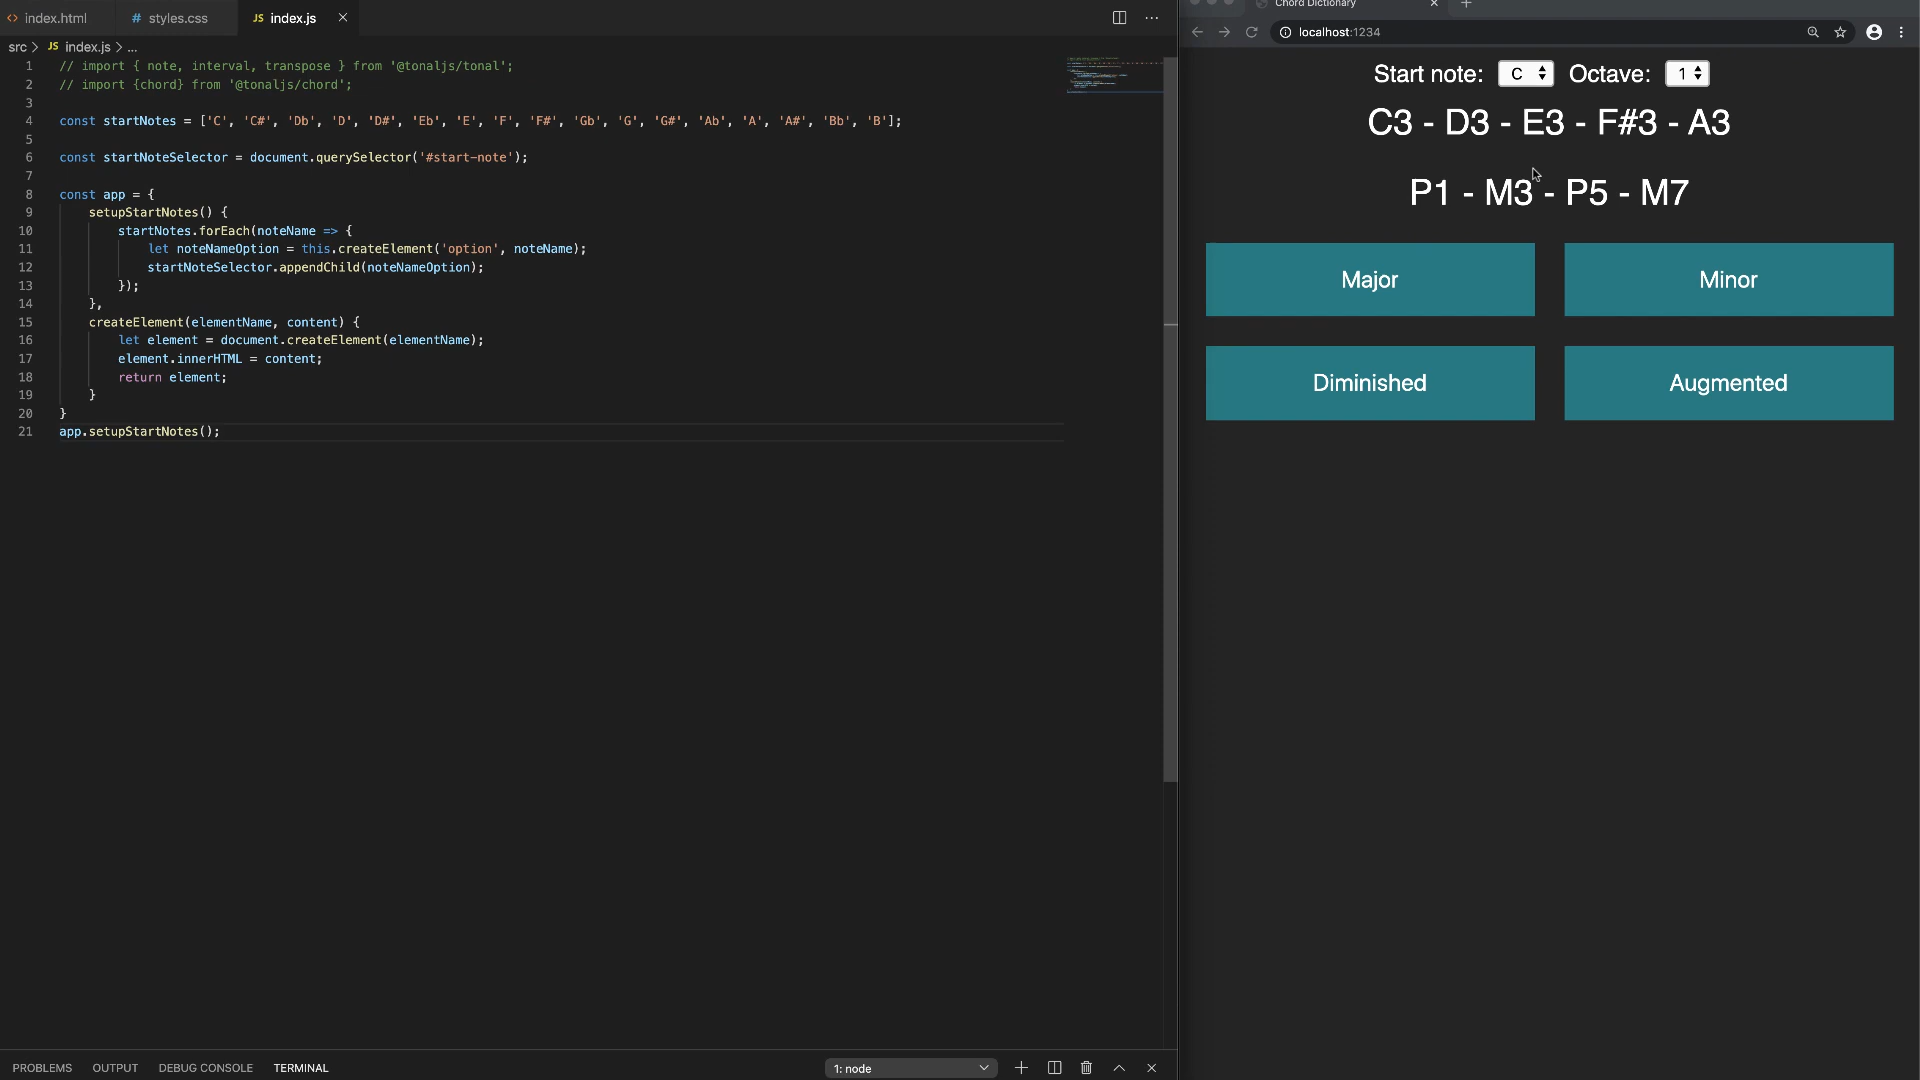 index.html
# styles.css
JS index.js
src > JS index.js > ...
1 // import { note, interval, transpose } from '@tonaljs/tonal';
2 // import {chord} from '@tonaljs/chord';
3
4 const startNotes = ['C', 'C#', 'Db', 'D', 'D#', 'Eb', 'E', 'F', 'F#', 'Gb', 'G', 'G#', 'Ab', 'A', 'A#', 'Bb', 'B'];
5
6 const startNoteSelector = document.querySelector('#start-note');
7
8 const app = {
9 setupStartNotes() {
10 startNotes.forEach(noteName => {
11 let noteNameOption = this.createElement('option', noteName);
12 startNoteSelector.appendChild(noteNameOption);
13 });
14 },
15 createElement(elementName, content) {
16 let element = document.createElement(elementName);
17 element.innerHTML = content;
18 return element;
19 }
20 }
21 app.setupStartNotes();
PROBLEMS OUTPUT DEBUG CONSOLE TERMINAL
1: node
Chord Dictionary
localhost:1234
Start note: C Octave: 1
C3 - D3 - E3 - F#3 - A3
P1 - M3 - P5 - M7
Major
Minor
Diminished
Augmented